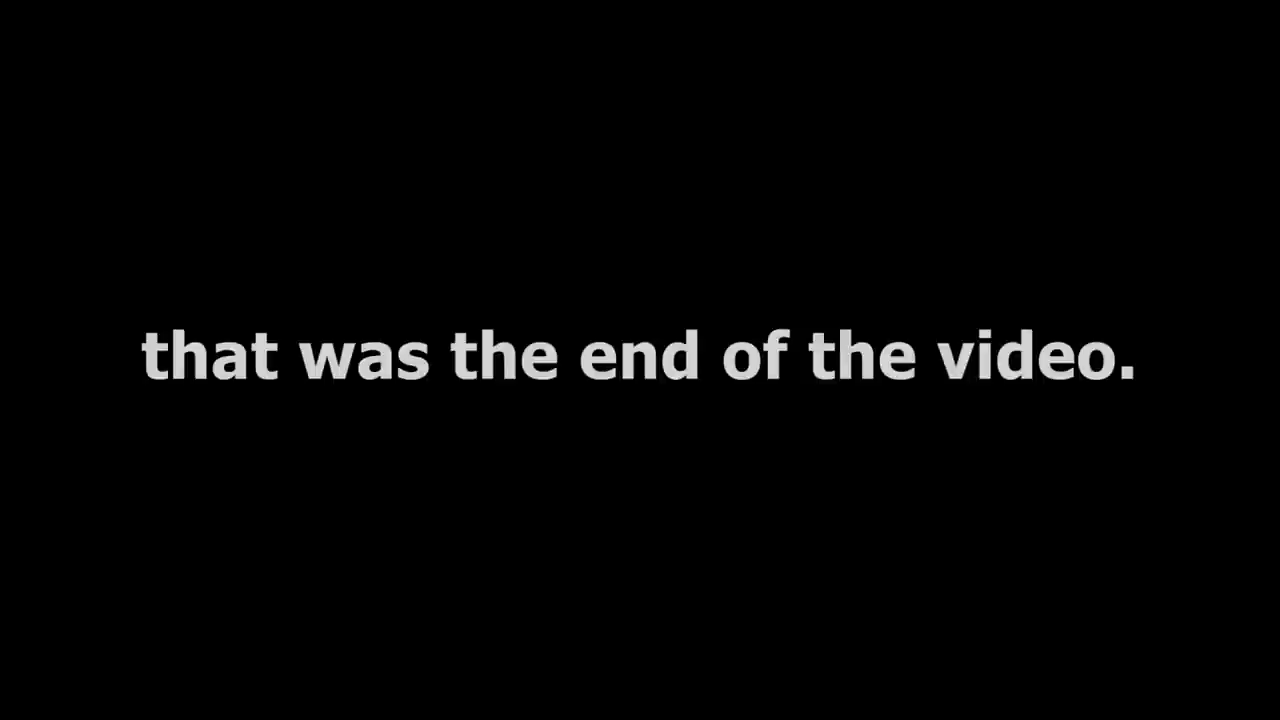 that was the end of the video.